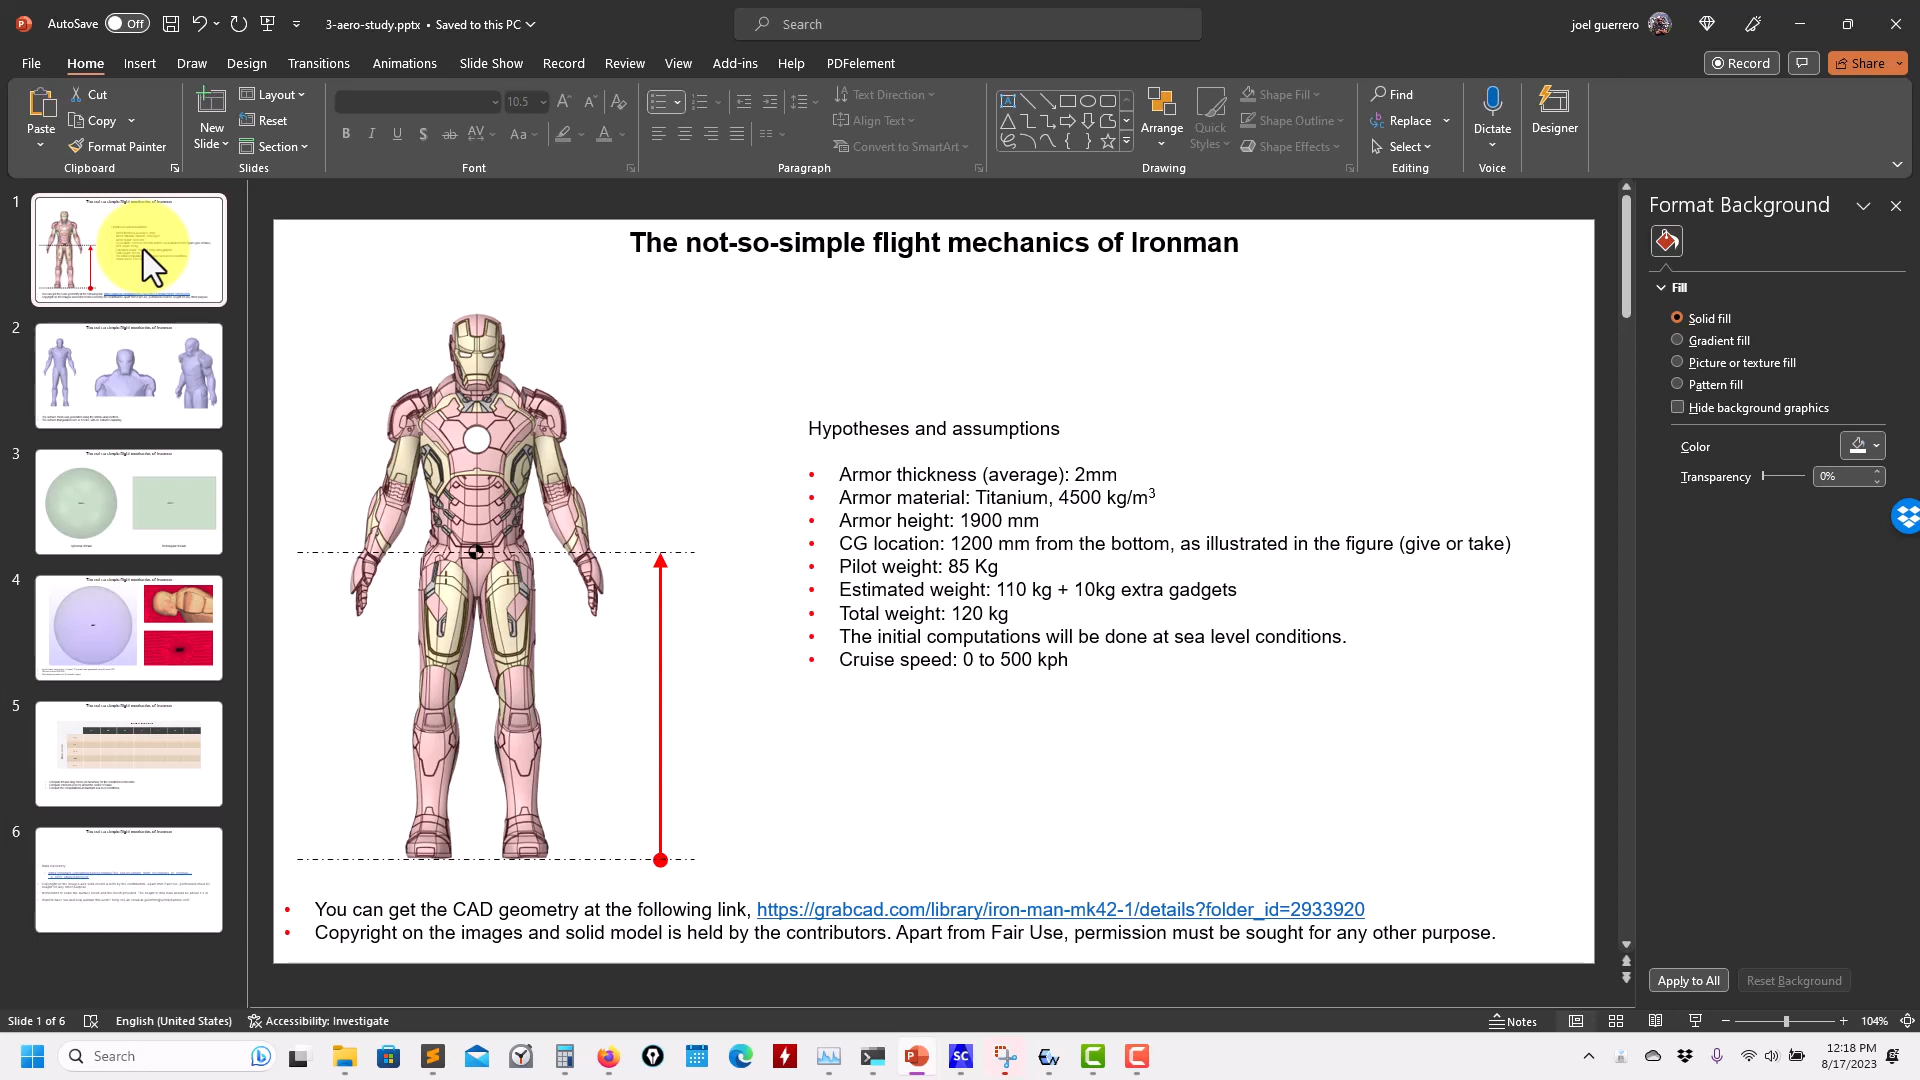 AutoSave Off 3-aero-study.pptx • Saved to this PC Search joel guerrero
File Home Insert Draw Design Transitions Animations Slide Show Record Review View Add-ins Help PDFelement Record Share
Paste Cut Copy Format Painter Clipboard
New Slide Layout Reset Section Slides
10.5 Font
Paragraph Text Direction Align Text Convert to SmartArt
Arrange Quick Styles Shape Fill Shape Outline Shape Effects Drawing
Find Replace Select Editing
Dictate Voice
Designer
1
2
3
4
5
6
The not-so-simple flight mechanics of Ironman
Hypotheses and assumptions
• Armor thickness (average): 2mm
• Armor material: Titanium, 4500 kg/m³
• Armor height: 1900 mm
• CG location: 1200 mm from the bottom, as illustrated in the figure (give or take)
• Pilot weight: 85 Kg
• Estimated weight: 110 kg + 10kg extra gadgets
• Total weight: 120 kg
• The initial computations will be done at sea level conditions.
• Cruise speed: 0 to 500 kph
• You can get the CAD geometry at the following link, https://grabcad.com/library/iron-man-mk42-1/details?folder_id=2933920
• Copyright on the images and solid model is held by the contributors. Apart from Fair Use, permission must be sought for any other purpose.
Format Background
Fill
Solid fill
Gradient fill
Picture or texture fill
Pattern fill
Hide background graphics
Color
Transparency 0%
Apply to All Reset Background
Slide 1 of 6 English (United States) Accessibility: Investigate Notes 104%
Search
12:18 PM
8/17/2023